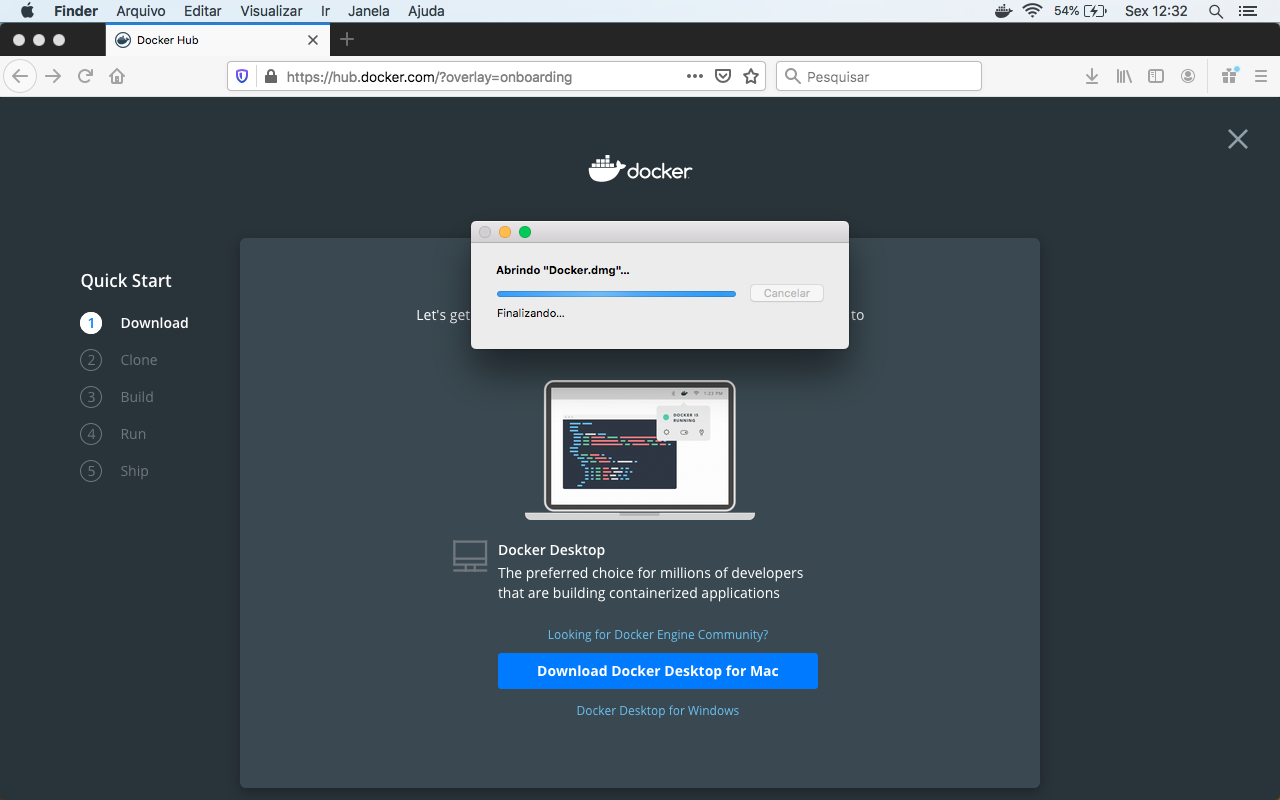 Finder Arquivo Editar Visualizar Ir Janela Ajuda 54% Sex 12:32
Docker Hub
https://hub.docker.com/?overlay=onboarding
Pesquisar
docker
Abrindo "Docker.dmg"...
Cancelar
Finalizando...
Quick Start
1 Download
2 Clone
3 Build
4 Run
5 Ship
Let's get
to
1:23 PM
DOCKER IS
RUNNING
Docker Desktop
The preferred choice for millions of developers
that are building containerized applications
Looking for Docker Engine Community?
Download Docker Desktop for Mac
Docker Desktop for Windows